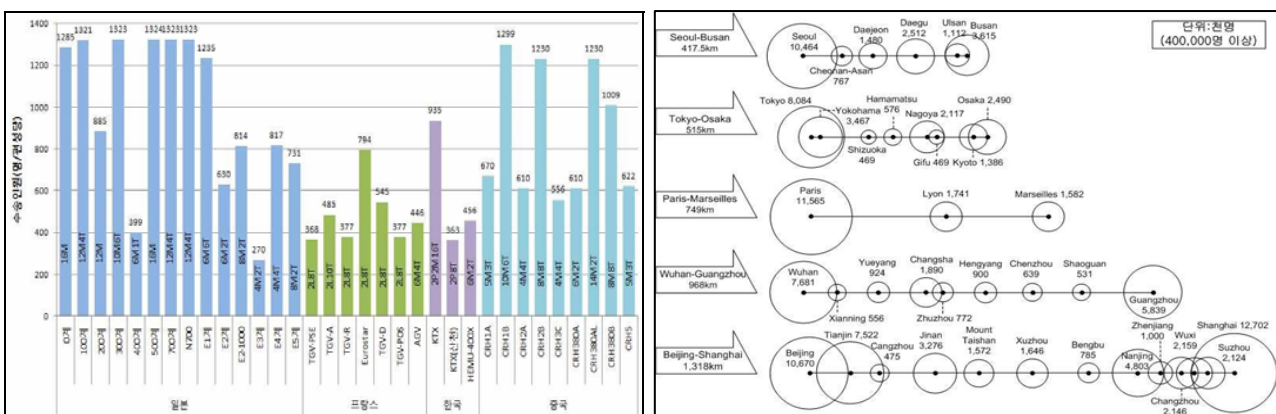 수송인원(명/편성당)
1400
1200
1000
800
600
400
200
0
1285
1321
885
1323
399
1324
1323
1323
1235
630
814
270
817
731
368
485
377
794
545
377
446
935
363
456
670
1299
610
1230
556
610
1230
1009
622
16M
12M4T
12M
10M6T
6M1T
16M
12M4T
12M4T
6M6T
6M2T
8M2T
4M2T
4M4T
8M2T
2L8T
2L10T
2L8T
2L8T
2L8T
2L8T
6M4T
2P2M16T
2P8T
6M2T
5M3T
10M6T
4M4T
8M8T
4M4T
6M2T
14M2T
8M8T
5M3T
0계
100계
200계
300계
400계
500계
700계
N700
E1계
E2계
E2-1000
E3계
E4계
E5계
TGV-PSE
TGV-A
TGV-R
Eurostar
TGV-D
TGV-POS
AGV
KTX
KTX(산천)
HEMU-400X
CRH1A
CRH1B
CRH2A
CRH2B
CRH3C
CRH380A
CRH380AL
CRH380B
CRH5
일본
프랑스
한국
중국
단위:천명
(400,000명 이상)
Seoul-Busan
417.5km
Seoul
10,464
Cheonan-Asan
767
Daejeon
1,480
Daegu
2,512
Ulsan
1,112
Busan
3,615
Tokyo-Osaka
515km
Tokyo 8,084
Yokohama
3,467
Shizuoka
469
Hamamatsu
576
Nagoya 2,117
Gifu 469
Kyoto 1,386
Osaka 2,490
Paris-Marseilles
749km
Paris
11,565
Lyon 1,741
Marseilles 1,582
Wuhan-Guangzhou
968km
Wuhan
7,681
Xianning 556
Yueyang
924
Changsha
1,890
Zhuzhou 772
Hengyang
900
Chenzhou
639
Shaoguan
531
Guangzhou
5,839
Beijing-Shanghai
1,318km
Beijing
10,670
Tianjin 7,522
Cangzhou
475
Jinan
3,276
Mount
Taishan
1,572
Xuzhou
1,646
Bengbu
785
Nanjing
4,803
Zhenjiang
1,000
Changzhou
2,146
Wuxi
2,159
Suzhou
2,124
Shanghai 12,702